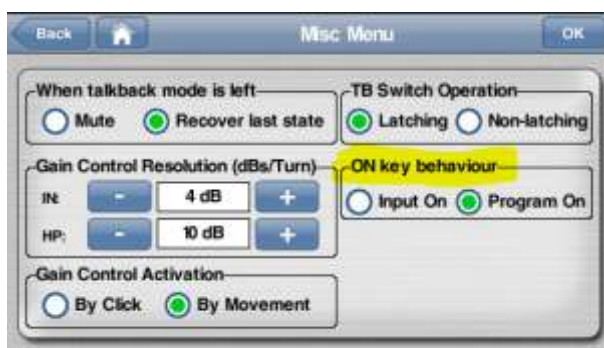 Back
Misc Menu
OK
When talkback mode is left
Mute
Recover last state
TB Switch Operation
Latching
Non-latching
Gain Control Resolution (dBs/Turn)
IN:
-
4 dB
+
HP:
-
10 dB
+
ON key behaviour
Input On
Program On
Gain Control Activation
By Click
By Movement